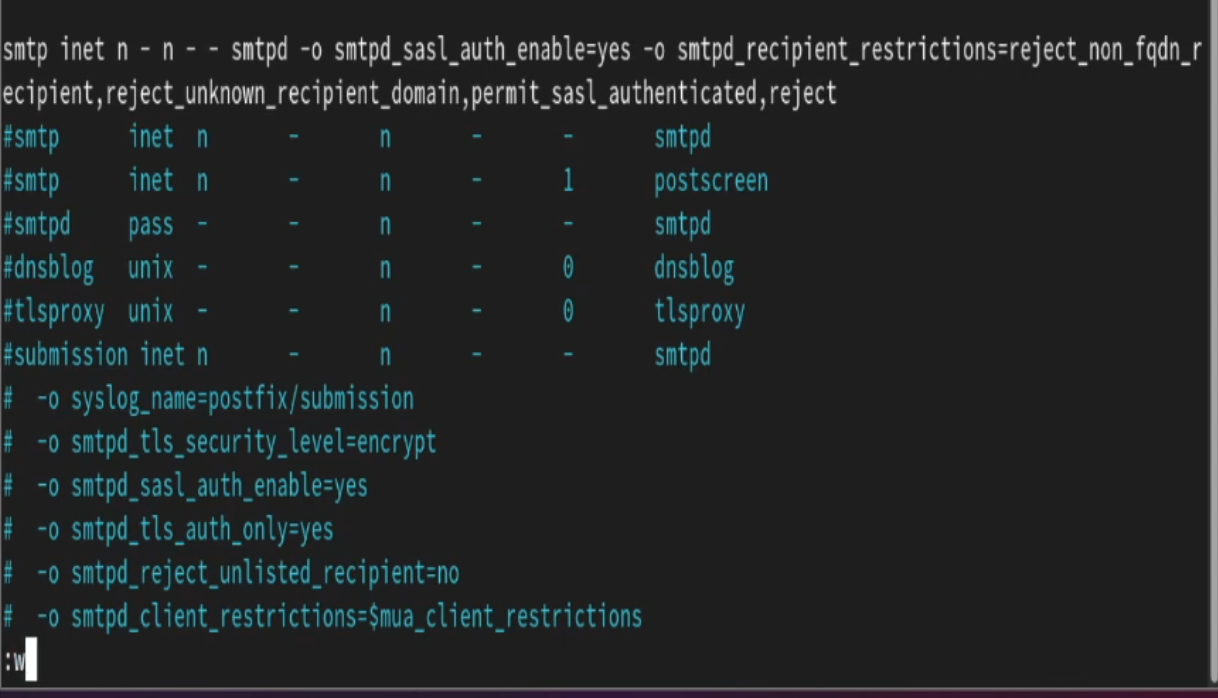 smtp inet n - n - - smtpd -o smtpd_sasl_auth_enable=yes -o smtpd_recipient_restrictions=reject_non_fqdn_r
ecipient,reject_unknown_recipient_domain,permit_sasl_authenticated,reject
#smtp      inet  n       -       n       -       -       smtpd
#smtp      inet  n       -       n       -       1       postscreen
#smtpd     pass  -       -       n       -       -       smtpd
#dnsblog   unix  -       -       n       -       0       dnsblog
#tlsproxy  unix  -       -       n       -       0       tlsproxy
#submission inet n       -       n       -       -       smtpd
#  -o syslog_name=postfix/submission
#  -o smtpd_tls_security_level=encrypt
#  -o smtpd_sasl_auth_enable=yes
#  -o smtpd_tls_auth_only=yes
#  -o smtpd_reject_unlisted_recipient=no
#  -o smtpd_client_restrictions=$mua_client_restrictions
:w